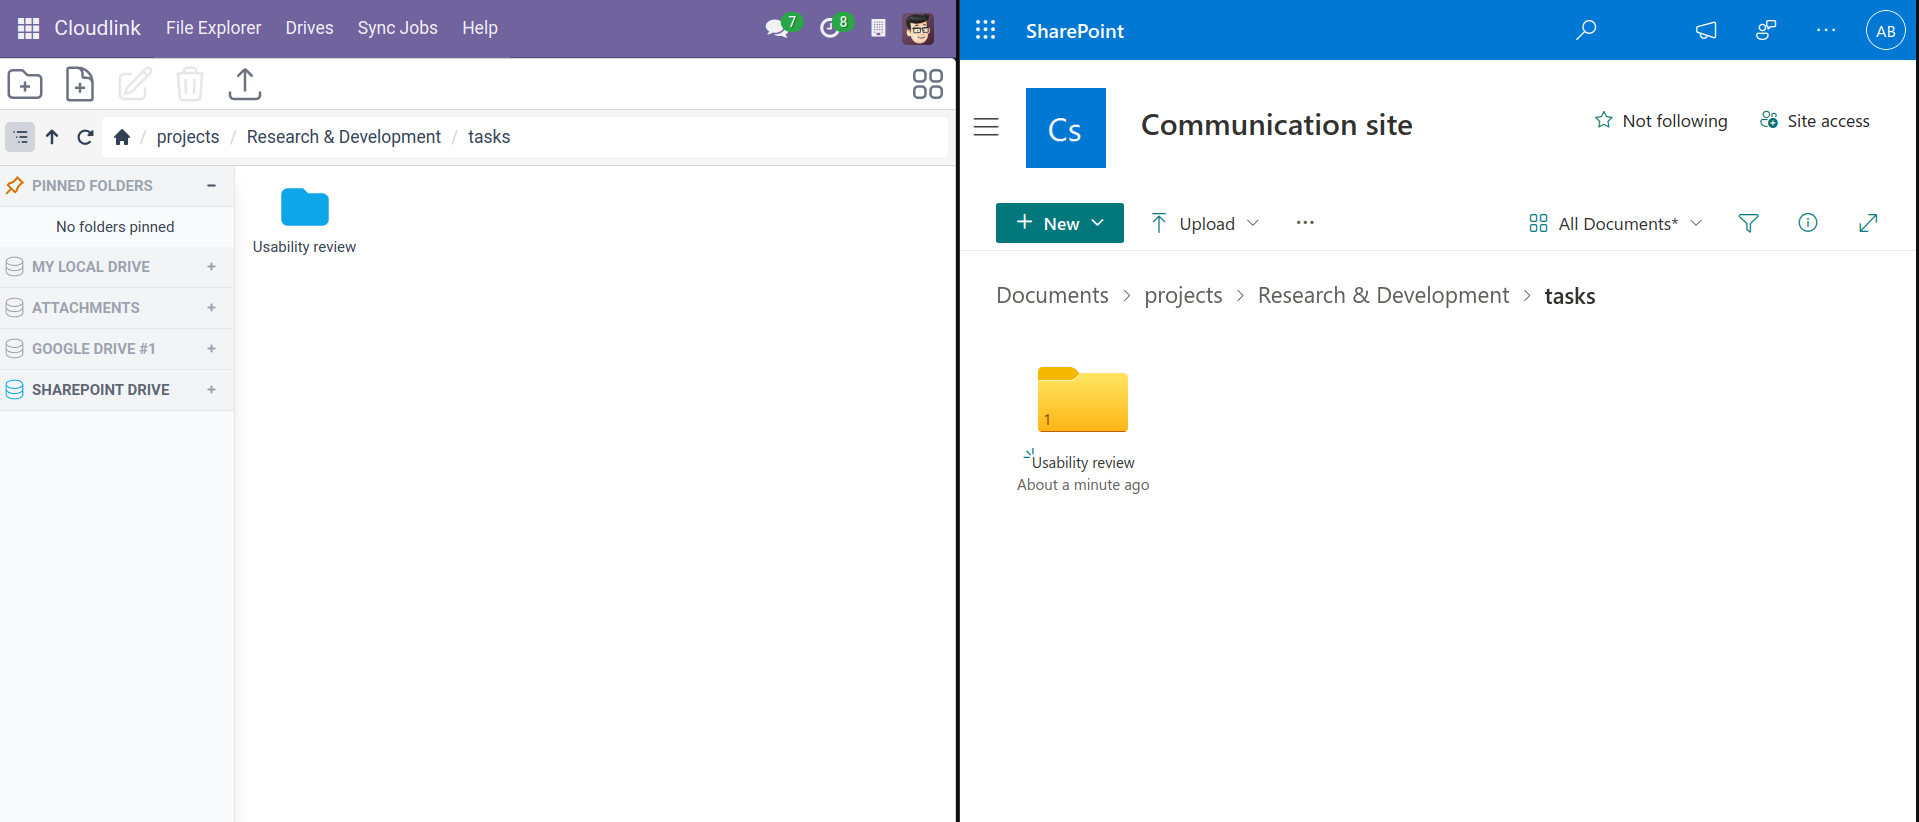 Cloudlink File Explorer Drives Sync Jobs Help 7 8
projects / Research & Development / tasks
PINNED FOLDERS
No folders pinned
MY LOCAL DRIVE
ATTACHMENTS
GOOGLE DRIVE #1
SHAREPOINT DRIVE
Usability review
SharePoint AB
Cs Communication site
Not following Site access
New Upload All Documents*
Documents > projects > Research & Development > tasks
1
Usability review
About a minute ago